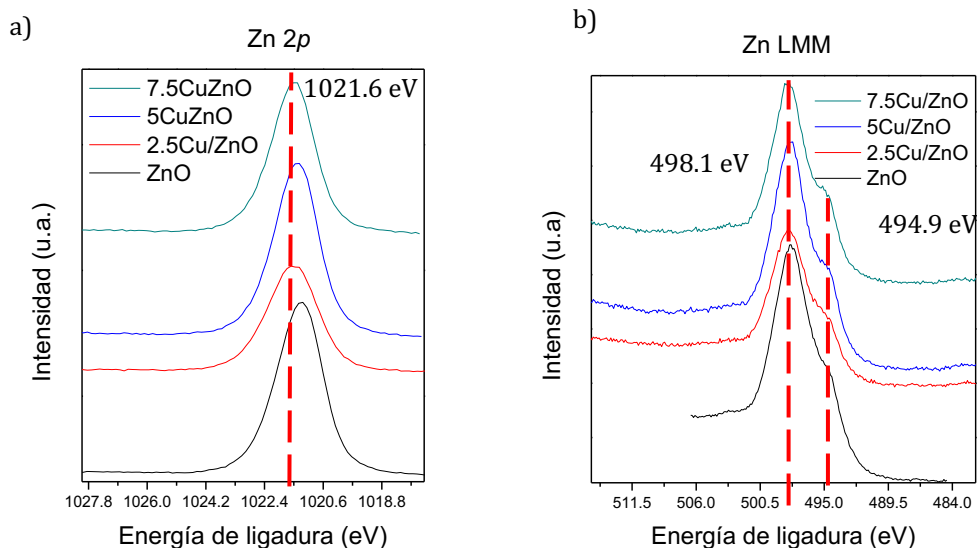 a)
Zn 2p
7.5CuZnO
5CuZnO
2.5Cu/ZnO
ZnO
1021.6 eV
Intensidad (u.a.)
1027.8 1026.0 1024.2 1022.4 1020.6 1018.8
Energía de ligadura (eV)
b)
Zn LMM
7.5Cu/ZnO
5Cu/ZnO
2.5Cu/ZnO
ZnO
498.1 eV
494.9 eV
Intensidad (u.a)
511.5 506.0 500.5 495.0 489.5 484.0
Energía de ligadura (eV)